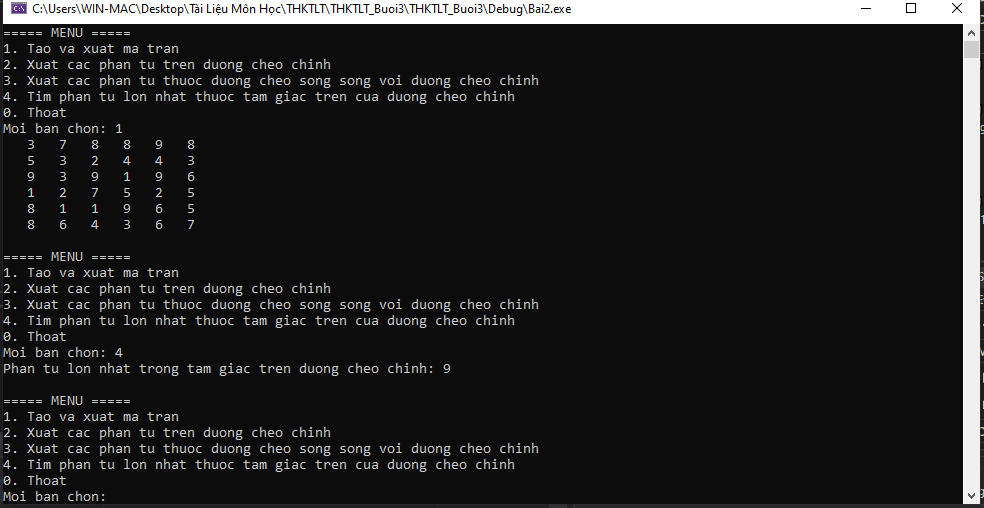 C:\Users\WIN-MAC\Desktop\Tài Liệu Môn Học\THKTLT\THKTLT_Buoi3\THKTLT_Buoi3\Debug\Bai2.exe
===== MENU =====
1. Tao va xuat ma tran
2. Xuat cac phan tu tren duong cheo chinh
3. Xuat cac phan tu thuoc duong cheo song song voi duong cheo chinh
4. Tim phan tu lon nhat thuoc tam giac tren cua duong cheo chinh
0. Thoat
Moi ban chon: 1
3 7 8 8 9 8
5 3 2 4 4 3
9 3 9 1 9 6
1 2 7 5 2 5
8 1 1 9 6 5
8 6 4 3 6 7
===== MENU =====
1. Tao va xuat ma tran
2. Xuat cac phan tu tren duong cheo chinh
3. Xuat cac phan tu thuoc duong cheo song song voi duong cheo chinh
4. Tim phan tu lon nhat thuoc tam giac tren cua duong cheo chinh
0. Thoat
Moi ban chon: 4
Phan tu lon nhat trong tam giac tren duong cheo chinh: 9
===== MENU =====
1. Tao va xuat ma tran
2. Xuat cac phan tu tren duong cheo chinh
3. Xuat cac phan tu thuoc duong cheo song song voi duong cheo chinh
4. Tim phan tu lon nhat thuoc tam giac tren cua duong cheo chinh
0. Thoat
Moi ban chon: